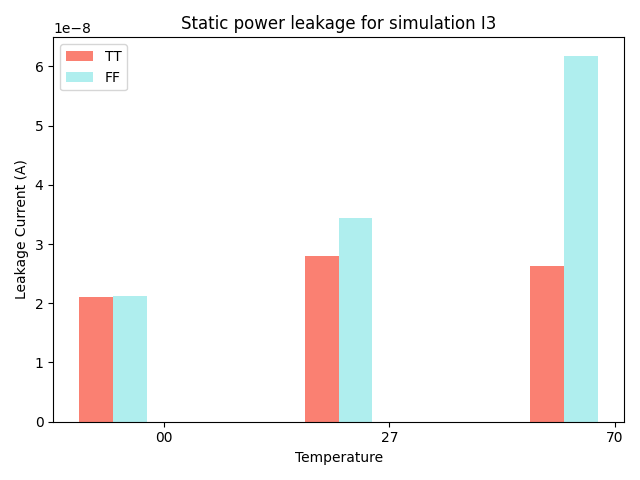 Static power leakage for simulation I3
1e−8
TT
FF
6
5
4
3
2
1
0
Leakage Current (A)
00
27
70
Temperature